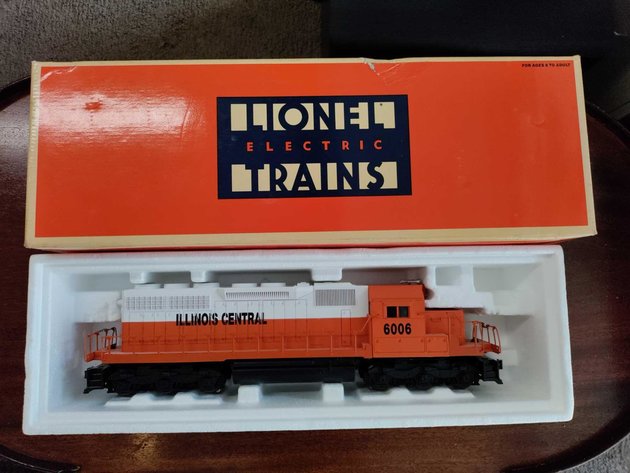 FOR AGES 8 TO ADULT
LIONEL
ELECTRIC
TRAINS
ILLINOIS CENTRAL
6006